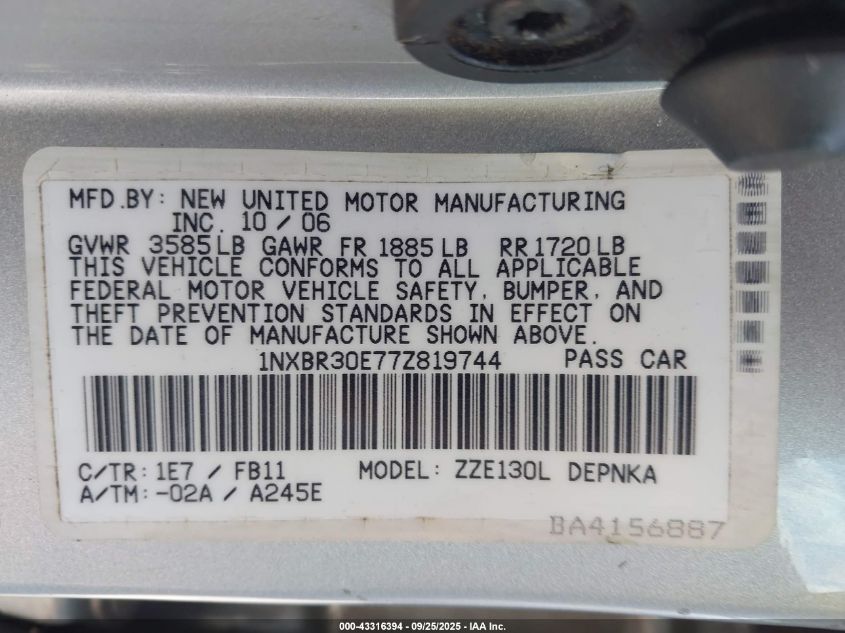 MFD.BY: NEW UNITED MOTOR MANUFACTURING
INC. 10 / 06
GVWR 3585 LB GAWR FR 1885 LB RR 1720 LB
THIS VEHICLE CONFORMS TO ALL APPLICABLE
FEDERAL MOTOR VEHICLE SAFETY, BUMPER, AND
THEFT PREVENTION STANDARDS IN EFFECT ON
THE DATE OF MANUFACTURE SHOWN ABOVE.
1NXBR30E77Z819744 PASS CAR
C/TR: 1E7 / FB11 MODEL: ZZE130L DEPNKA
A/TM: -02A / A245E
BA4156887
000-43316394 - 09/25/2025 - IAA Inc.